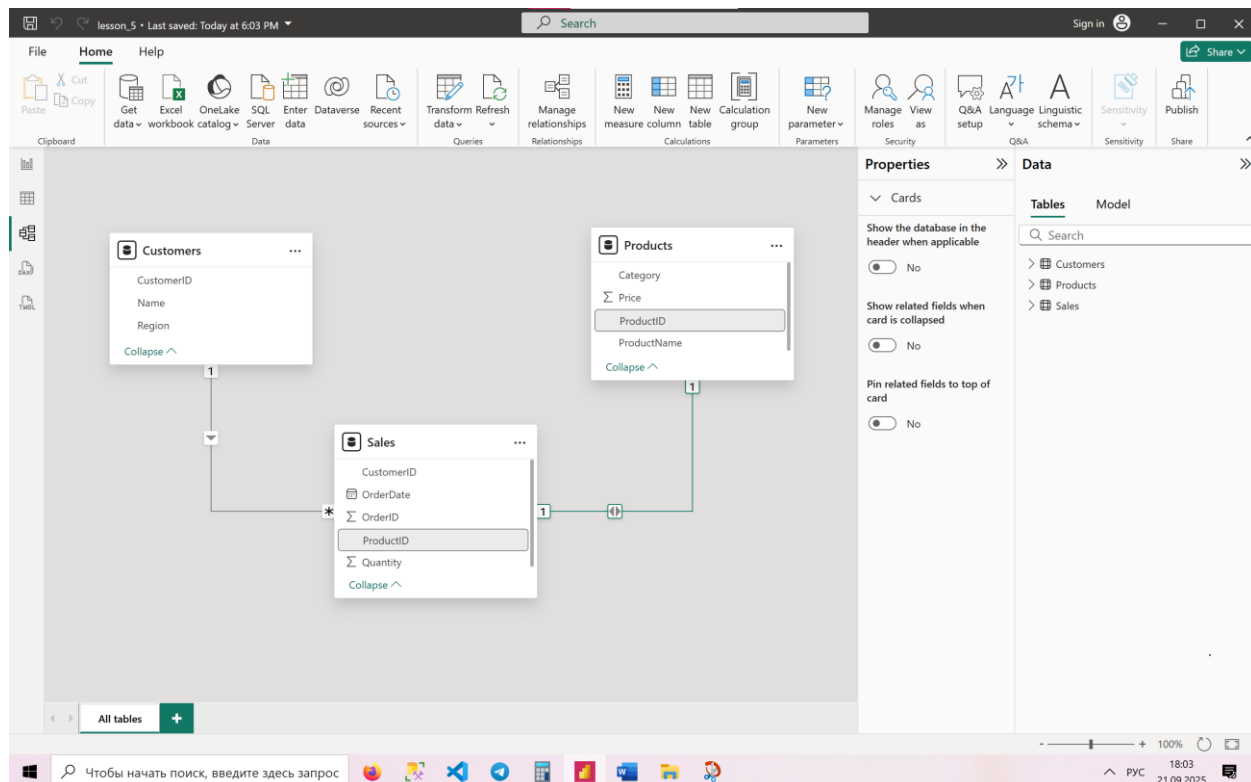 lesson_5 • Last saved: Today at 6:03 PM
Search
Sign in
File Home Help
Share
Paste
Cut
Copy
Get data
Excel workbook
OneLake catalog
SQL Server
Enter data
Dataverse
Recent sources
Transform data
Refresh
Manage relationships
New measure
New column
New table
Calculation group
New parameter
Manage roles
View as
Q&A setup
Language
Linguistic schema
Sensitivity
Publish
Clipboard
Data
Queries
Relationships
Calculations
Parameters
Security
Q&A
Sensitivity
Share
Customers
CustomerID
Name
Region
Collapse
1
Products
Category
Price
ProductID
ProductName
Collapse
1
Sales
CustomerID
OrderDate
OrderID
ProductID
Quantity
Collapse
*
1
Properties
Cards
Show the database in the
header when applicable
No
Show related fields when
card is collapsed
No
Pin related fields to top of
card
No
Data
Tables Model
Search
Customers
Products
Sales
All tables
+
- + 100%
Чтобы начать поиск, введите здесь запрос
РУС
18:03
21.09.2025